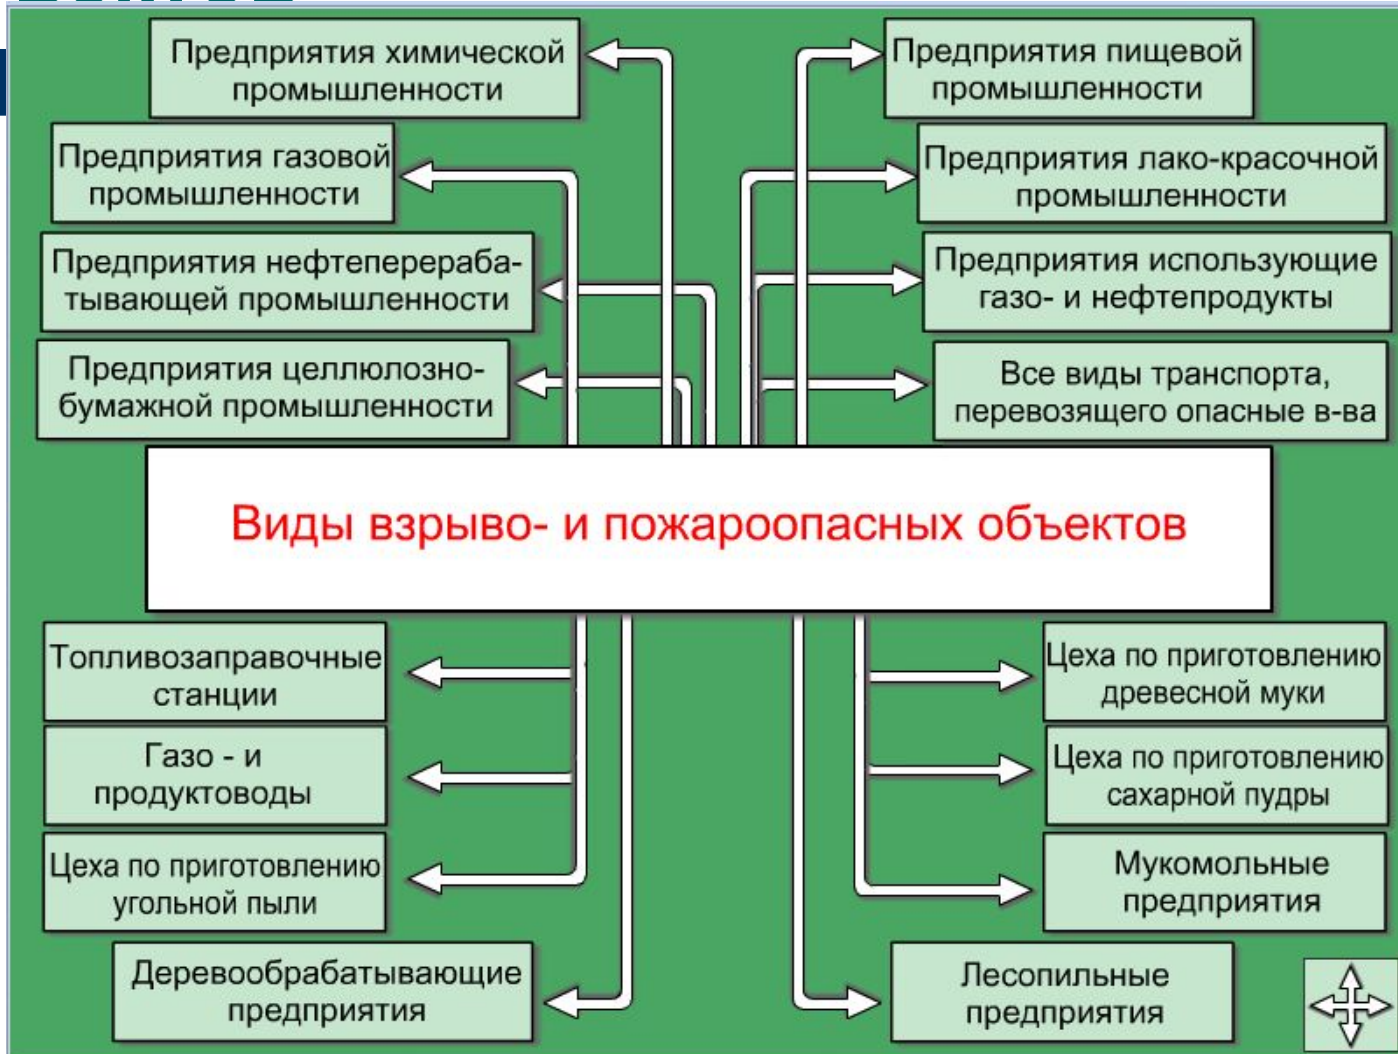 Предприятия химической
промышленности
Предприятия пищевой
промышленности
Предприятия газовой
промышленности
Предприятия лако-красочной
промышленности
Предприятия нефтеперераба-
тывающей промышленности
Предприятия использующие
газо- и нефтепродукты
Предприятия целлюлозно-
бумажной промышленности
Все виды транспорта,
перевозящего опасные в-ва
Виды взрыво- и пожароопасных объектов
Топливозаправочные
станции
Цеха по приготовлению
древесной муки
Газо - и
продуктоводы
Цеха по приготовлению
сахарной пудры
Цеха по приготовлению
угольной пыли
Мукомольные
предприятия
Деревообрабатывающие
предприятия
Лесопильные
предприятия